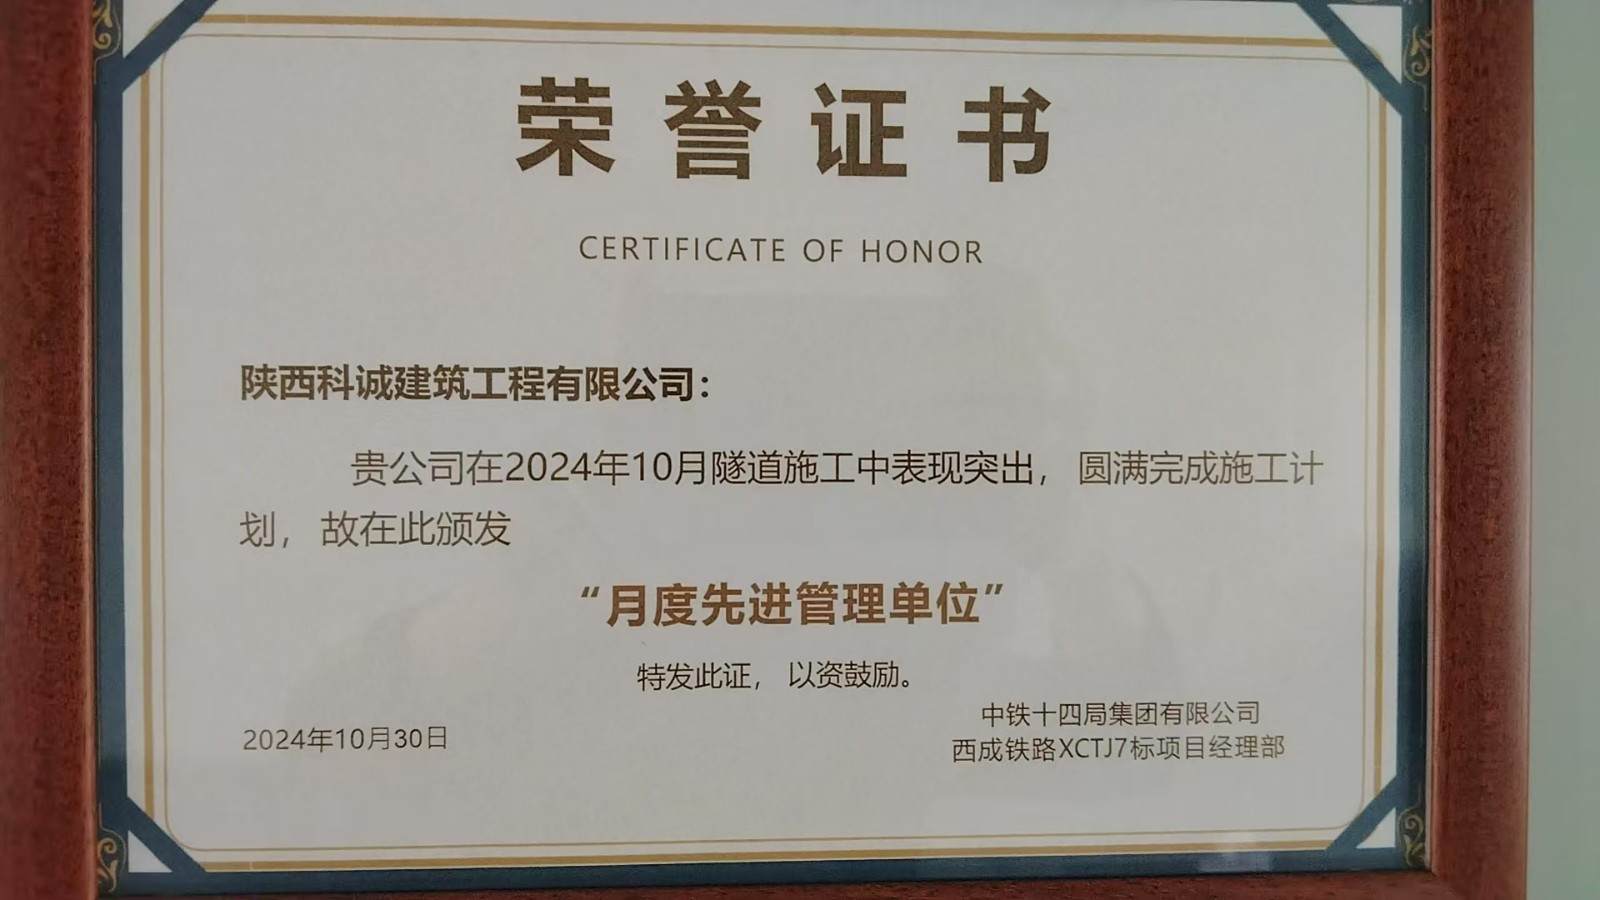 荣誉证书
CERTIFICATE OF HONOR
陕西科诚建筑工程有限公司：
贵公司在2024年10月隧道施工中表现突出，圆满完成施工计
划，故在此颁发
“月度先进管理单位”
特发此证，以资鼓励。
中铁十四局集团有限公司
2024年10月30日
西成铁路XCTJ7标项目经理部